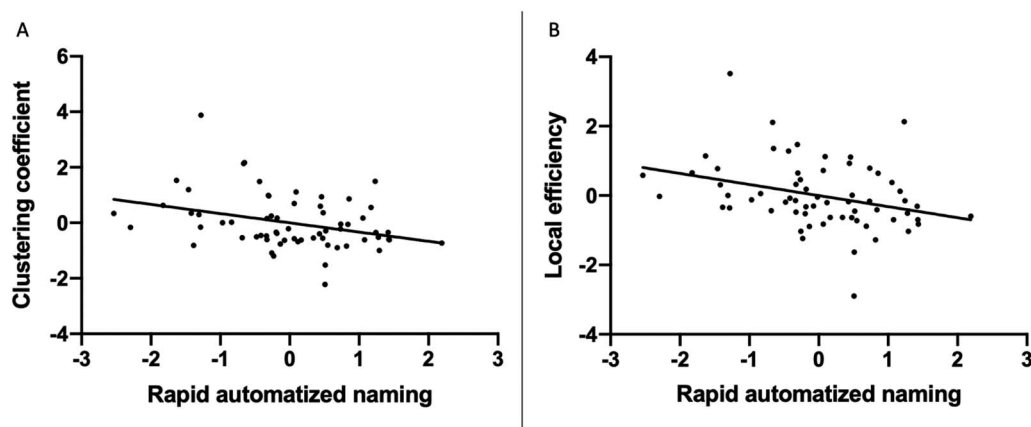 A
Clustering coefficient
6
4
2
0
-2
-4
-3 -2 -1 0 1 2 3
Rapid automatized naming
B
Local efficiency
4
2
0
-2
-4
-3 -2 -1 0 1 2 3
Rapid automatized naming